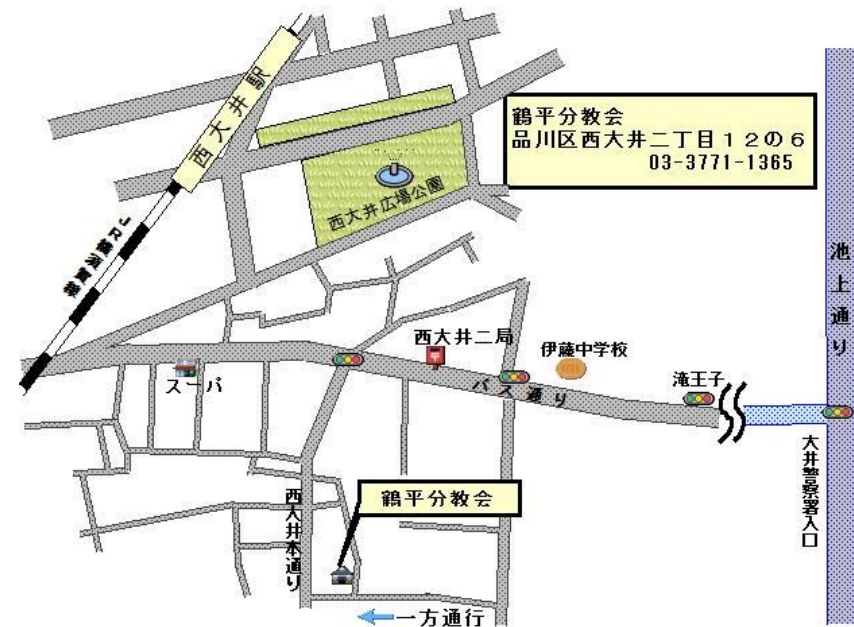 西大井駅
鶴平分教会
品川区西大井二丁目12の6
03-3771-1365
西大井広場公園
JR横須賀線
池上通り
西大井二局
伊藤中学校
滝王子
スーパ
バス通り
大井警察署入口
鶴平分教会
西大井本通り
一方通行